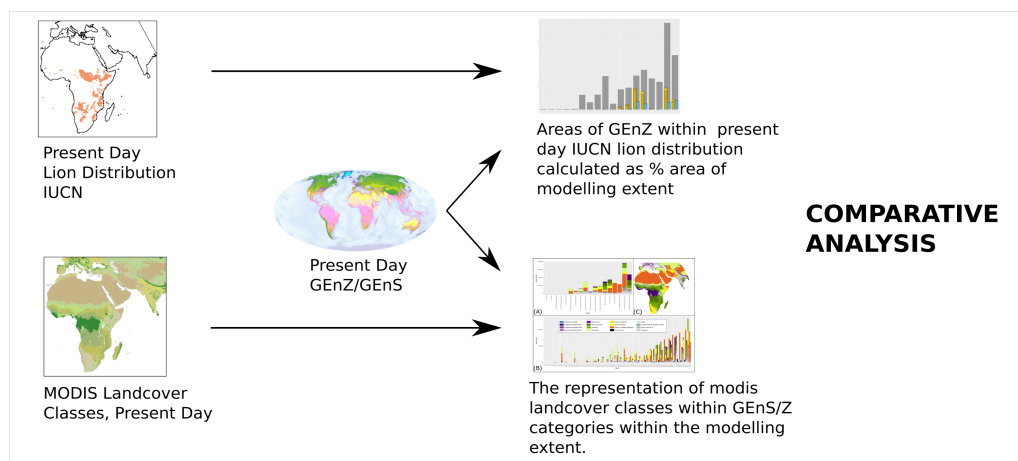 Present Day
Lion Distribution
IUCN
Areas of GEnZ within present
day IUCN lion distribution
calculated as % area of
modelling extent
Present Day
GEnZ/GEnS
COMPARATIVE
ANALYSIS
MODIS Landcover
Classes, Present Day
(A)
(C)
(B)
The representation of modis
landcover classes within GEnS/Z
categories within the modelling
extent.